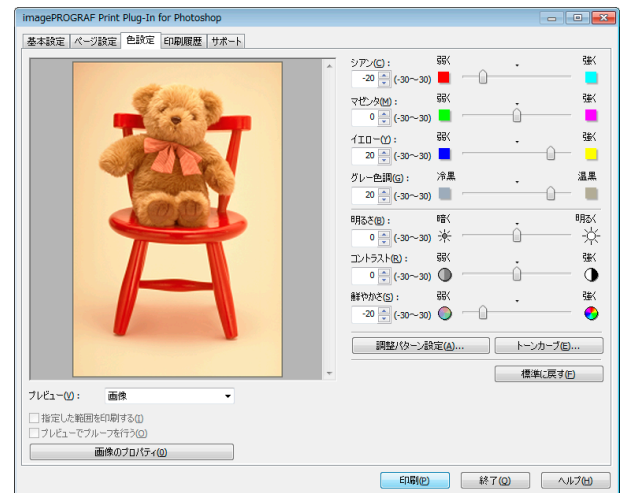 imagePROGRAF Print Plug-In for Photoshop
基本設定 ページ設定 色設定 印刷履歴 サポート
シアン(C): 弱く 強く
-20 (-30～30)
マゼンタ(M): 弱く 強く
0 (-30～30)
イエロー(Y): 弱く 強く
20 (-30～30)
グレー色調(G): 冷黒 温黒
20 (-30～30)
明るさ(B): 暗く 明るく
0 (-30～30)
コントラスト(R): 弱く 強く
0 (-30～30)
鮮やかさ(S): 弱く 強く
-20 (-30～30)
調整パターン設定(A)... トーンカーブ(E)...
標準に戻す(F)
プレビュー(V): 画像
指定した範囲を印刷する(I)
プレビューでプルーフを行う(O)
画像のプロパティ(0)
印刷(P) 終了(Q) ヘルプ(H)